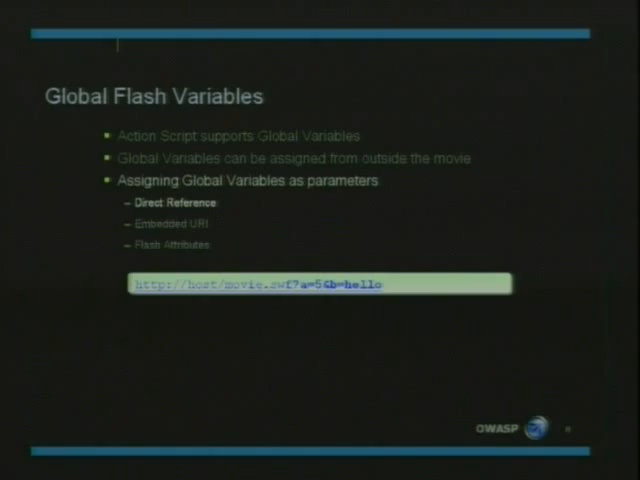 Global Flash Variables
Action Script supports Global Variables
Global Variables can be assigned from outside the movie
Assigning Global Variables as parameters
– Direct Reference
– Embedded URI
– Flash Attributes
http://host/movie.swf?a=5&b=hello
OWASP